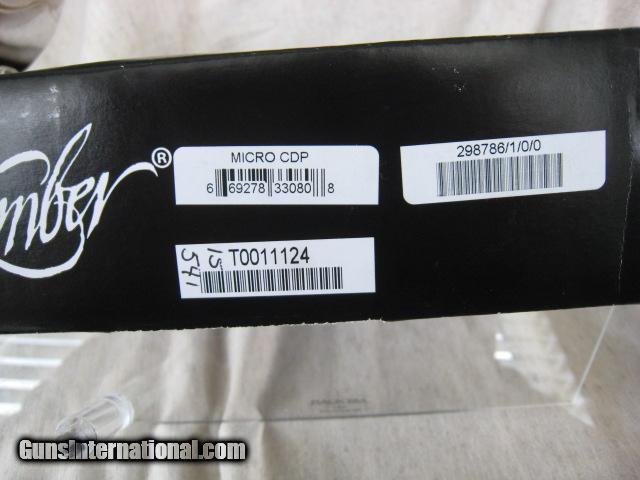 mber®
MICRO CDP
6 69278 33080 8
298786/1/0/0
15
541
T0011124
GunsInternational.com